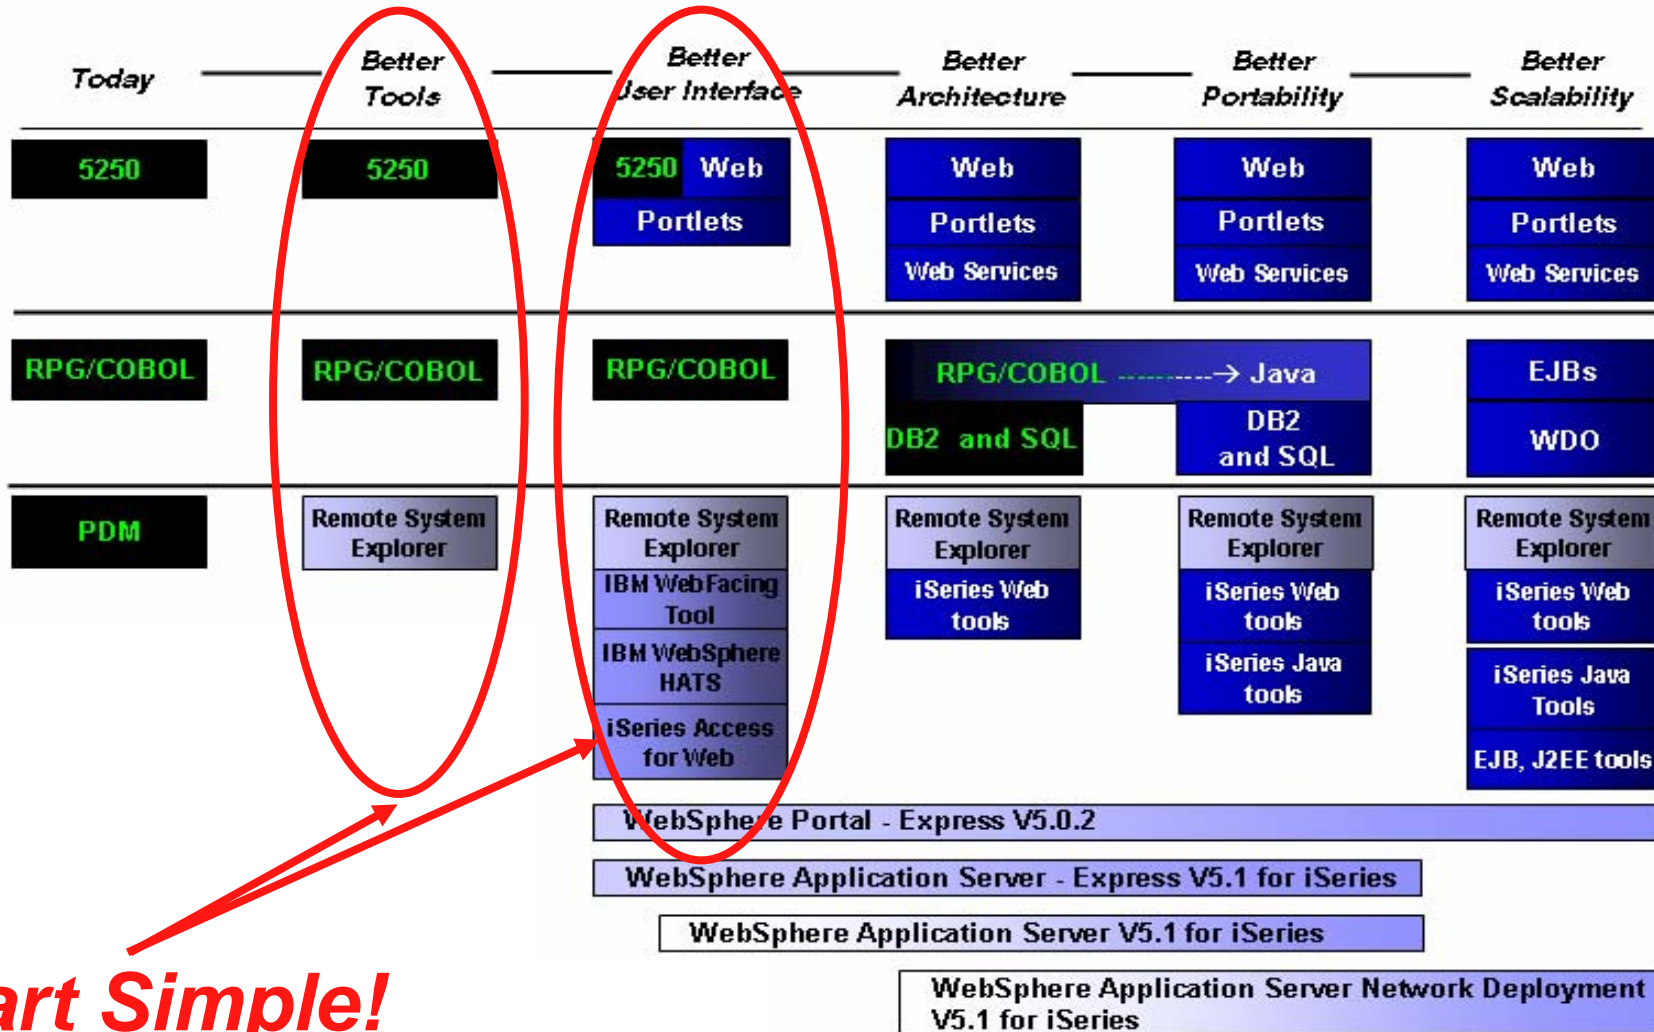 Today
Better
Tools
Better
User Interface
Better
Architecture
Better
Portability
Better
Scalability
5250
5250
5250 Web
Portlets
Web
Portlets
Web Services
Web
Portlets
Web Services
Web
Portlets
Web Services
RPG/COBOL
RPG/COBOL
RPG/COBOL
RPG/COBOL ----------→ Java
DB2 and SQL
DB2
and SQL
EJBs
WDO
PDM
Remote System
Explorer
Remote System
Explorer
IBM WebFacing
Tool
IBM WebSphere
HATS
iSeries Access
for Web
Remote System
Explorer
iSeries Web
tools
Remote System
Explorer
iSeries Web
tools
iSeries Java
tools
Remote System
Explorer
iSeries Web
tools
iSeries Java
Tools
EJB, J2EE tools
WebSphere Portal - Express V5.0.2
WebSphere Application Server - Express V5.1 for iSeries
WebSphere Application Server V5.1 for iSeries
WebSphere Application Server Network Deployment
V5.1 for iSeries
art Simple!